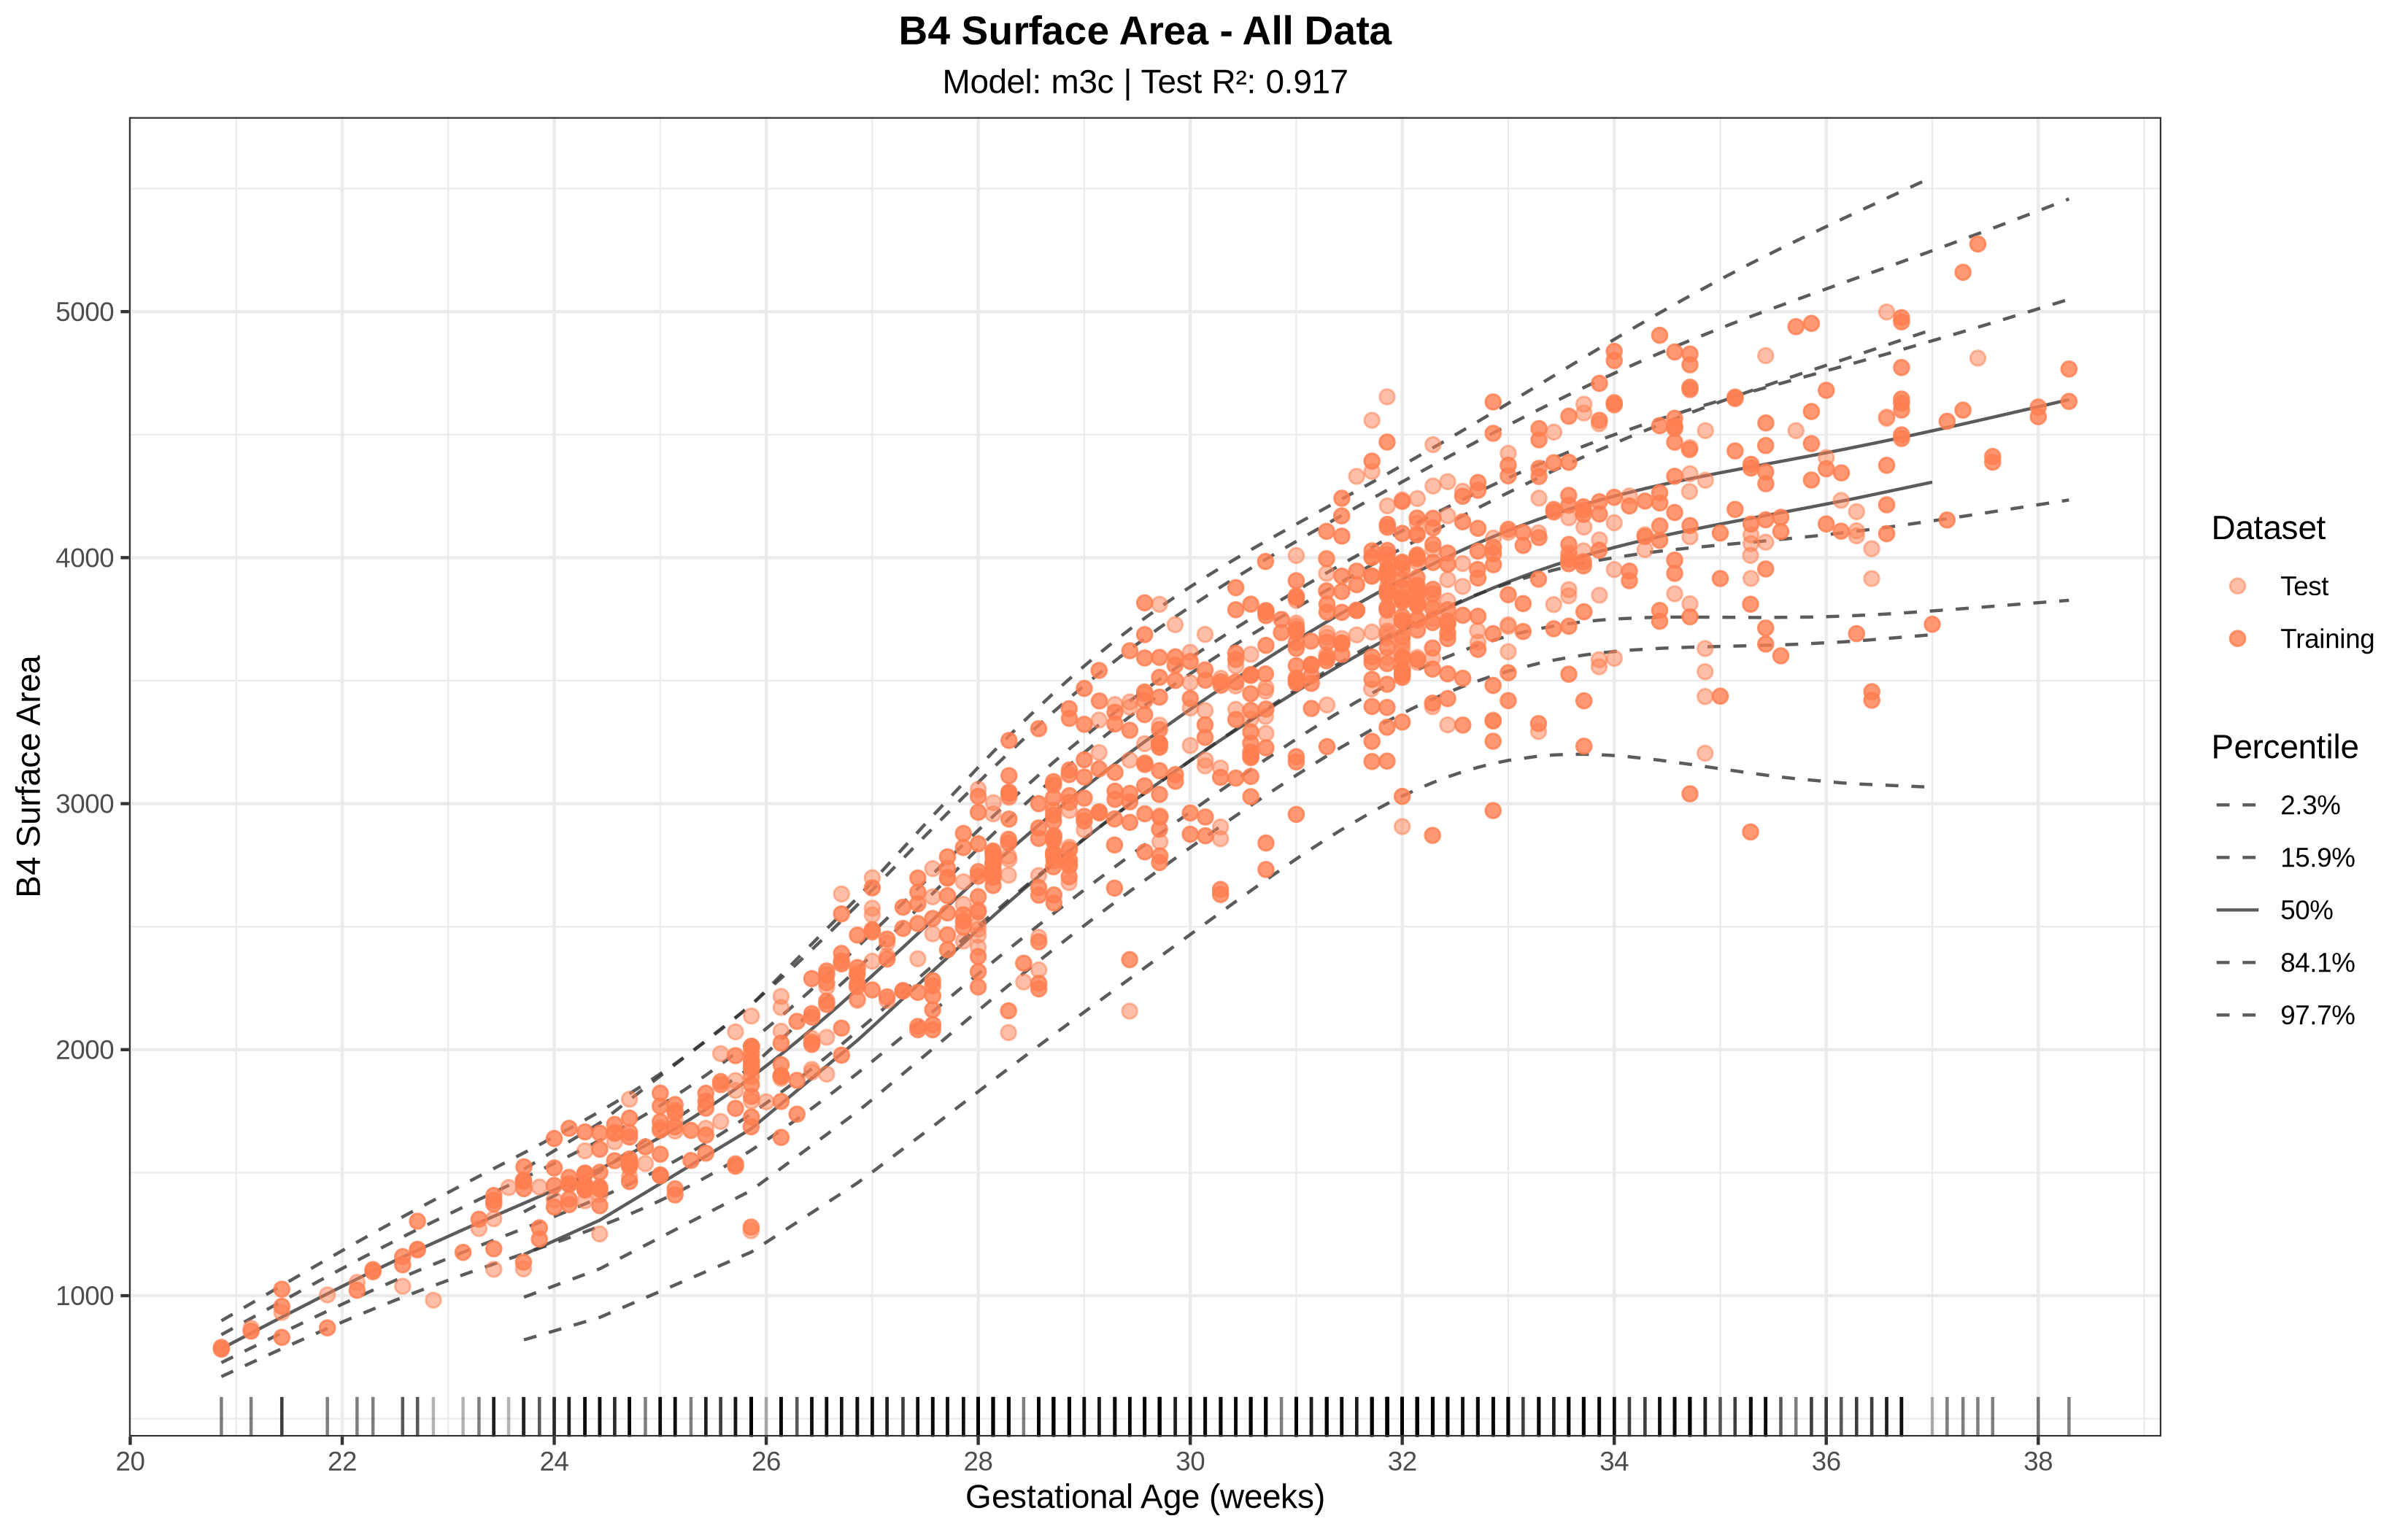 B4 Surface Area - All Data
Model: m3c | Test R²: 0.917
B4 Surface Area
5000
4000
3000
2000
1000
20 22 24 26 28 30 32 34 36 38
Gestational Age (weeks)
Dataset
Test
Training
Percentile
2.3%
15.9%
50%
84.1%
97.7%